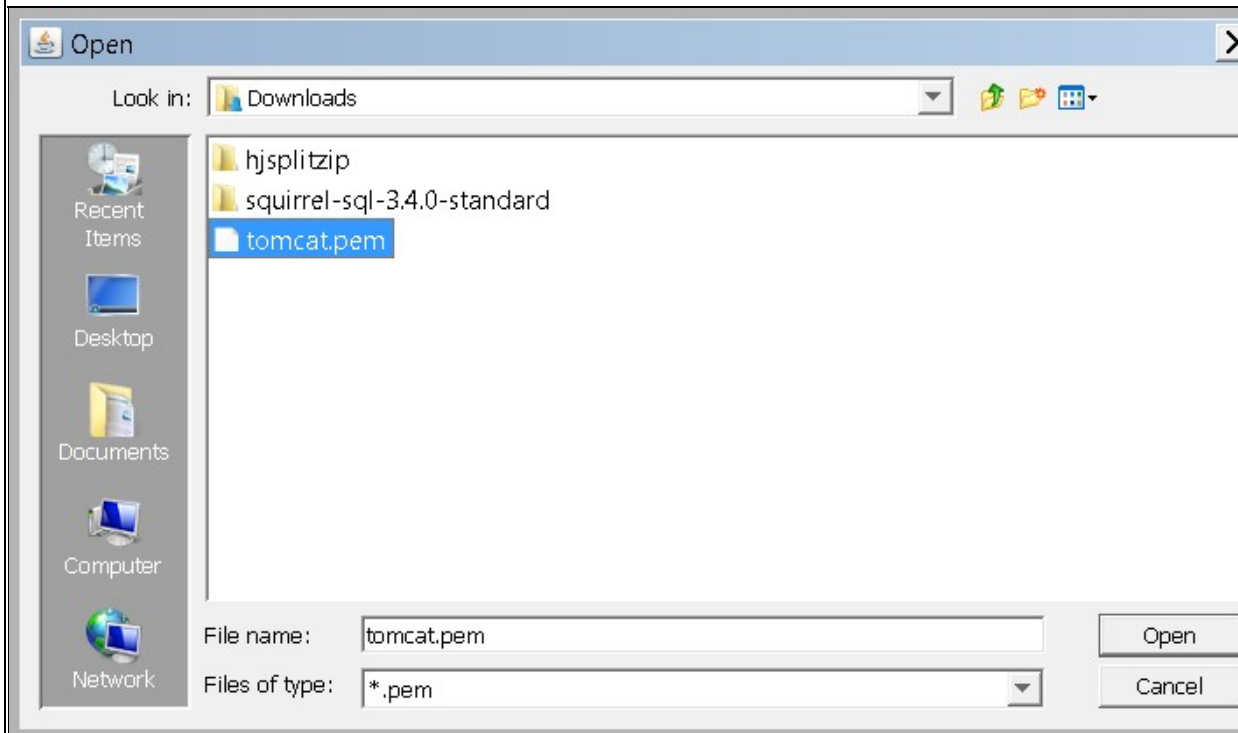 Open
Look in: Downloads
Recent
Items
Desktop
Documents
Computer
Network
hjsplitzip
squirrel-sql-3.4.0-standard
tomcat.pem
File name: tomcat.pem
Open
Files of type: *.pem
Cancel